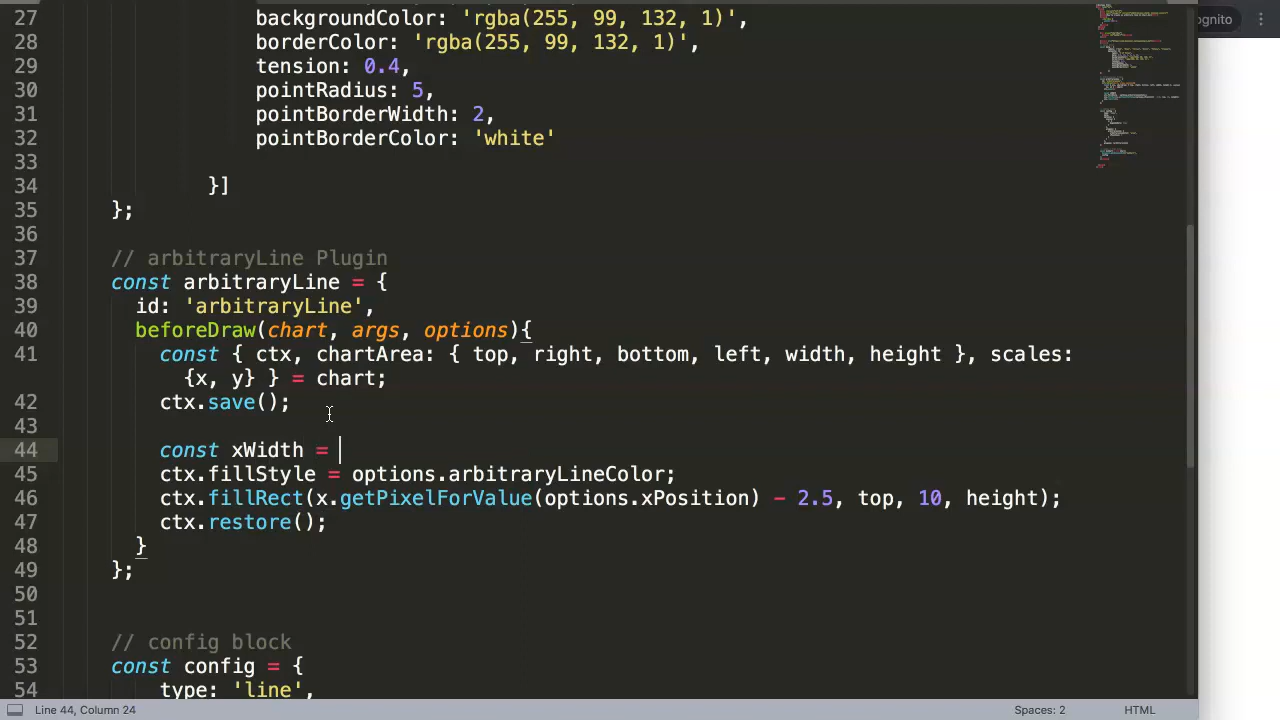 27 backgroundColor: 'rgba(255, 99, 132, 1)',
28 borderColor: 'rgba(255, 99, 132, 1)',
29 tension: 0.4,
30 pointRadius: 5,
31 pointBorderWidth: 2,
32 pointBorderColor: 'white'
33
34 }]
35 };
36
37 // arbitraryLine Plugin
38 const arbitraryLine = {
39 id: 'arbitraryLine',
40 beforeDraw(chart, args, options){
41 const { ctx, chartArea: { top, right, bottom, left, width, height }, scales:
{x, y} } = chart;
42 ctx.save();
43
44 const xWidth =
45 ctx.fillStyle = options.arbitraryLineColor;
46 ctx.fillRect(x.getPixelForValue(options.xPosition) - 2.5, top, 10, height);
47 ctx.restore();
48 }
49 };
50
51
52 // config block
53 const config = {
54 type: 'line',
Line 44, Column 24 Spaces: 2 HTML